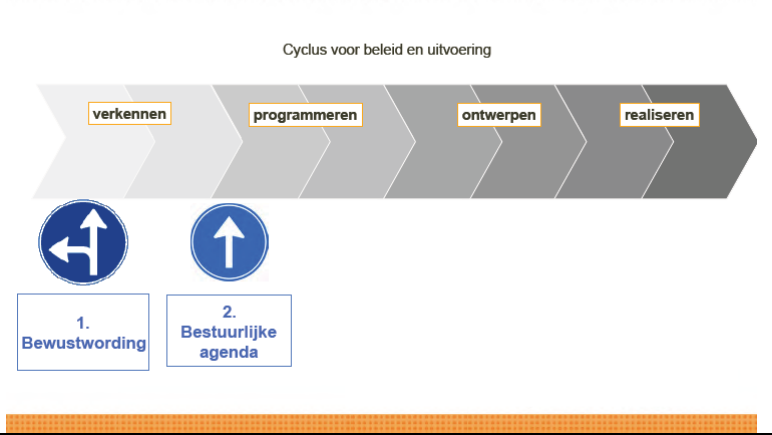 Cyclus voor beleid en uitvoering
verkennen
programmeren
ontwerpen
realiseren
1.
Bewustwording
2.
Bestuurlijke
agenda